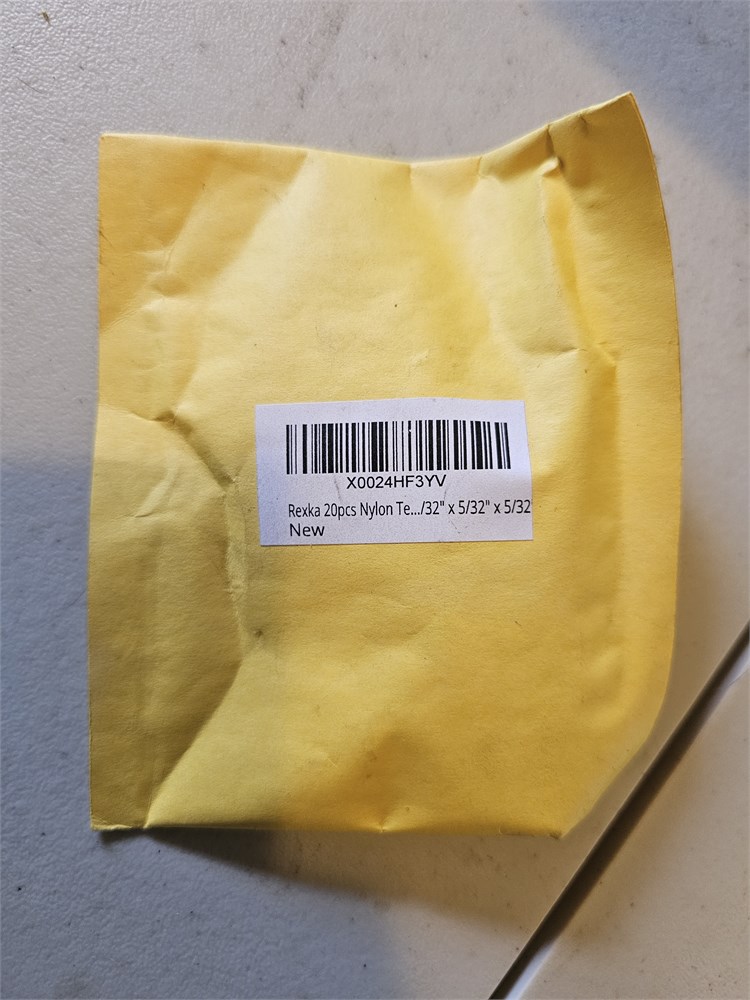 X0024HF3YV
Rexka 20pcs Nylon Te.../32" x 5/32" x 5/32
New